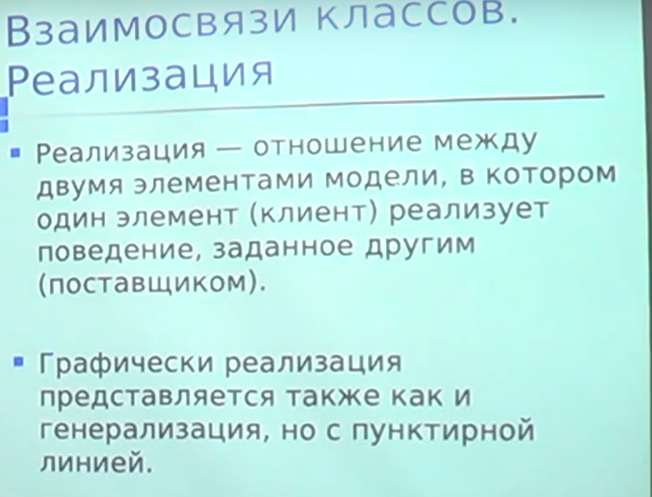 Взаимосвязи классов.
Реализация
Реализация — отношение между
двумя элементами модели, в котором
один элемент (клиент) реализует
поведение, заданное другим
(поставщиком).
Графически реализация
представляется также как и
генерализация, но с пунктирной
линией.